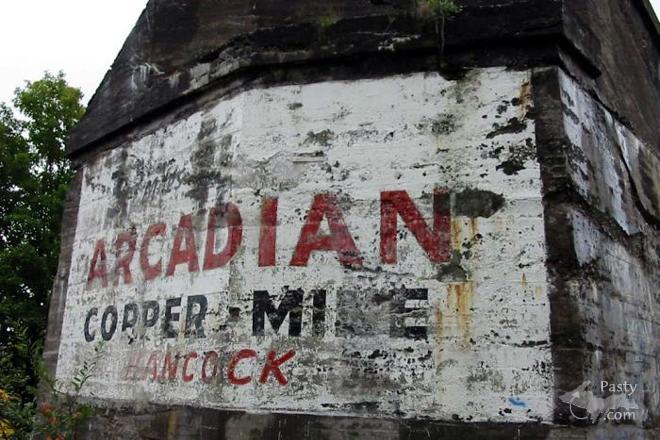 ARCADIAN
COPPER MINE
HANCOCK
Pasty
.com